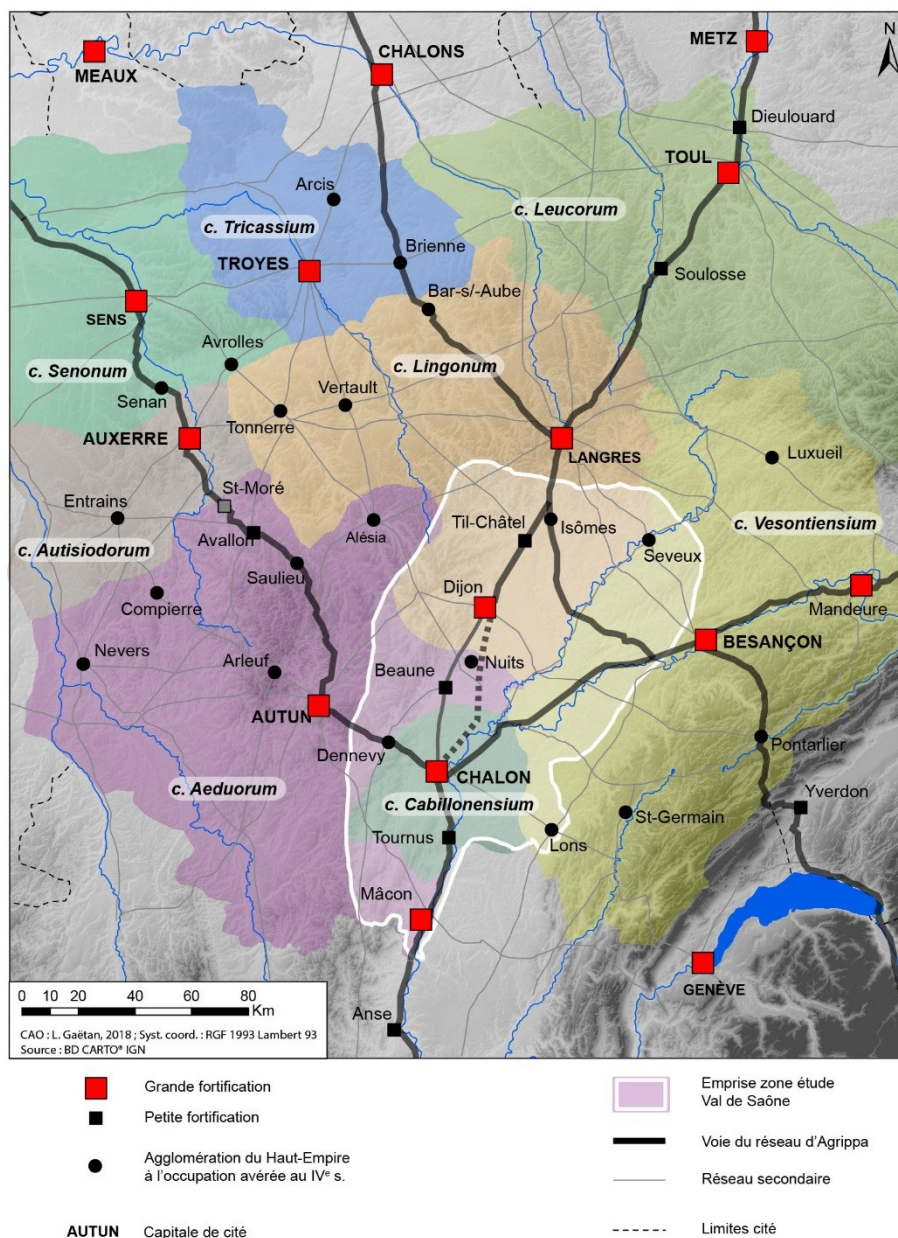 METZ
N
CHALONS
MEAUX
Dieulouard
TOUL
Arcis
c. Leucorum
c. Tricassium
Brienne
TROYES
Soulosse
Bar-s/-Aube
SENS
Avrolles
c. Lingonum
c. Senonum
Vertault
Senan
Tonnerre
AUXERRE
LANGRES
Luxueil
St-Moré
Entrains
Til-Châtel
Isômes
c. Vesontiensium
Avallon
Alésia
c. Autisiodorum
Seveux
Saulieu
Dijon
Mandeure
Compierre
BESANÇON
Nevers
Arleuf
Nuits
Beaune
AUTUN
Dennevy
Pontarlier
CHALON
c. Aeduorum
c. Cabillonensium
Yverdon
St-Germain
Tournus
Lons
Mâcon
GENÈVE
0 20 40 60 80
Km
Anse
CAO : L. Gaëtan, 2018 ; Syst. coord. : RGF 1993 Lambert 93
Source : BD CARTO® IGN
Grande fortification
Petite fortification
Agglomération du Haut-Empire
à l'occupation avérée au IVe s.
AUTUN Capitale de cité
Emprise zone étude
Val de Saône
Voie du réseau d'Agrippa
Réseau secondaire
Limites cité